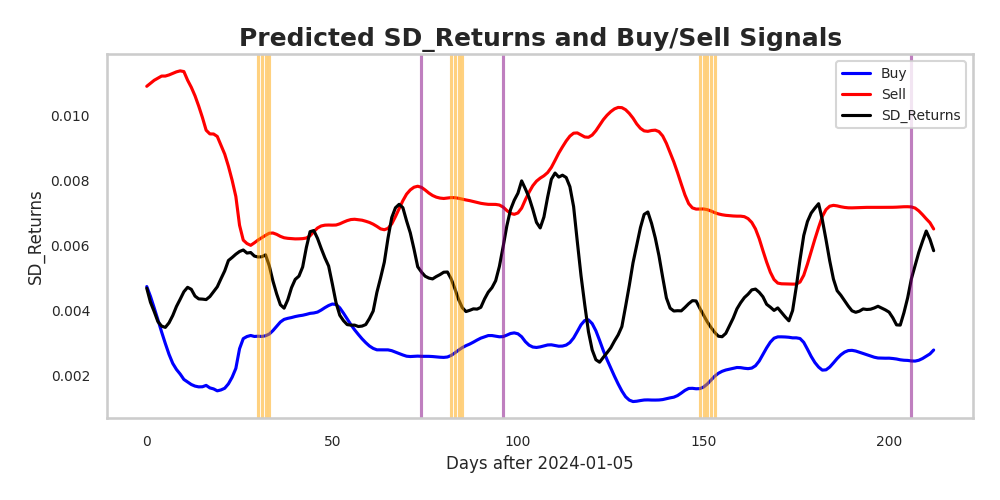 Predicted SD_Returns and Buy/Sell Signals
Buy
Sell
SD_Returns
0.010
0.008
0.006
0.004
0.002
SD_Returns
0 50 100 150 200
Days after 2024-01-05